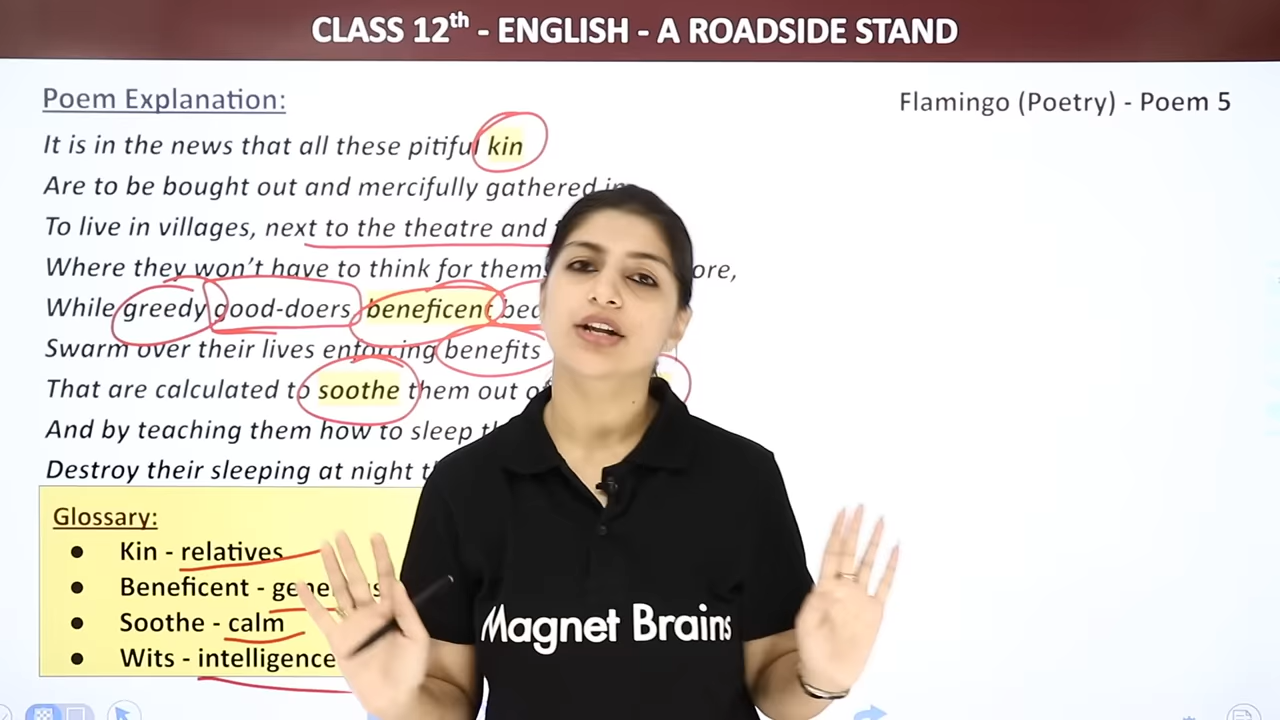 CLASS 12th - ENGLISH - A ROADSIDE STAND
Poem Explanation:
Flamingo (Poetry) - Poem 5
It is in the news that all these pitiful kin
Are to be bought out and mercifully gathered in
To live in villages, next to the theatre and
Where they won't have to think for
While greedy good-doers, beneficent
Swarm over their lives enforcing benefits
That are calculated to soothe them out
And by teaching them how to sleep
Destroy their sleeping at night
Glossary:
● Kin - relatives
● Beneficent -
● Soothe - calm
● Wits - intelligence
Magnet Brains